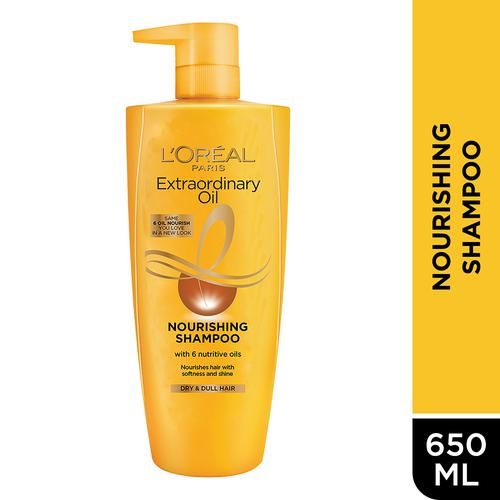 L'ORÉAL
PARIS
Extraordinary
Oil
SAME
6 OIL NOURISH
YOU LOVE
IN A NEW LOOK
NOURISHING
SHAMPOO
with 6 nutritive oils
Nourishes hair with
softness and shine
DRY & DULL HAIR
NOURISHING
SHAMPOO
650
ML